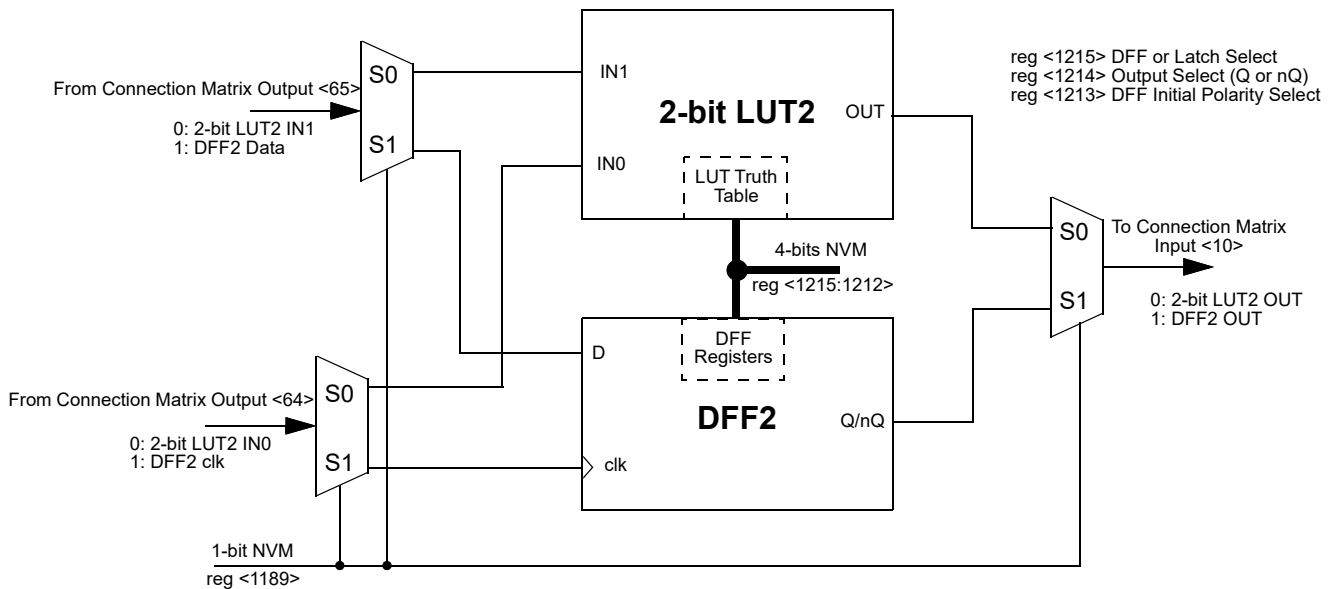 From Connection Matrix Output <65>
0: 2-bit LUT2 IN1
1: DFF2 Data
S0
S1
IN1
IN0
2-bit LUT2
OUT
LUT Truth
Table
reg <1215> DFF or Latch Select
reg <1214> Output Select (Q or nQ)
reg <1213> DFF Initial Polarity Select
4-bits NVM
reg <1215:1212>
S0
S1
To Connection Matrix
Input <10>
0: 2-bit LUT2 OUT
1: DFF2 OUT
From Connection Matrix Output <64>
0: 2-bit LUT2 IN0
1: DFF2 clk
S0
S1
D
clk
DFF
Registers
DFF2
Q/nQ
1-bit NVM
reg <1189>